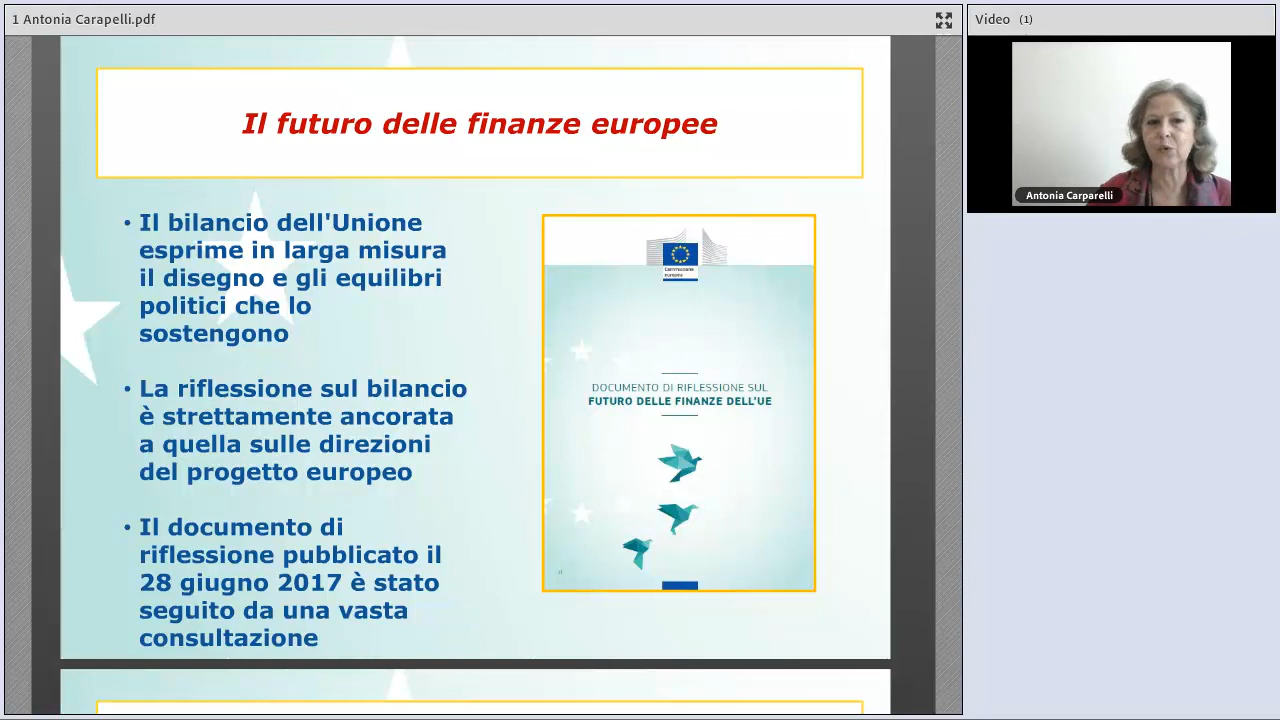 1 Antonia Carapelli.pdf
Video (1)
Il futuro delle finanze europee
• Il bilancio dell'Unione
esprime in larga misura
il disegno e gli equilibri
politici che lo
sostengono
• La riflessione sul bilancio
è strettamente ancorata
a quella sulle direzioni
del progetto europeo
• Il documento di
riflessione pubblicato il
28 giugno 2017 è stato
seguito da una vasta
consultazione
Commissione
europea
DOCUMENTO DI RIFLESSIONE SUL
FUTURO DELLE FINANZE DELL'UE
Antonia Carparelli